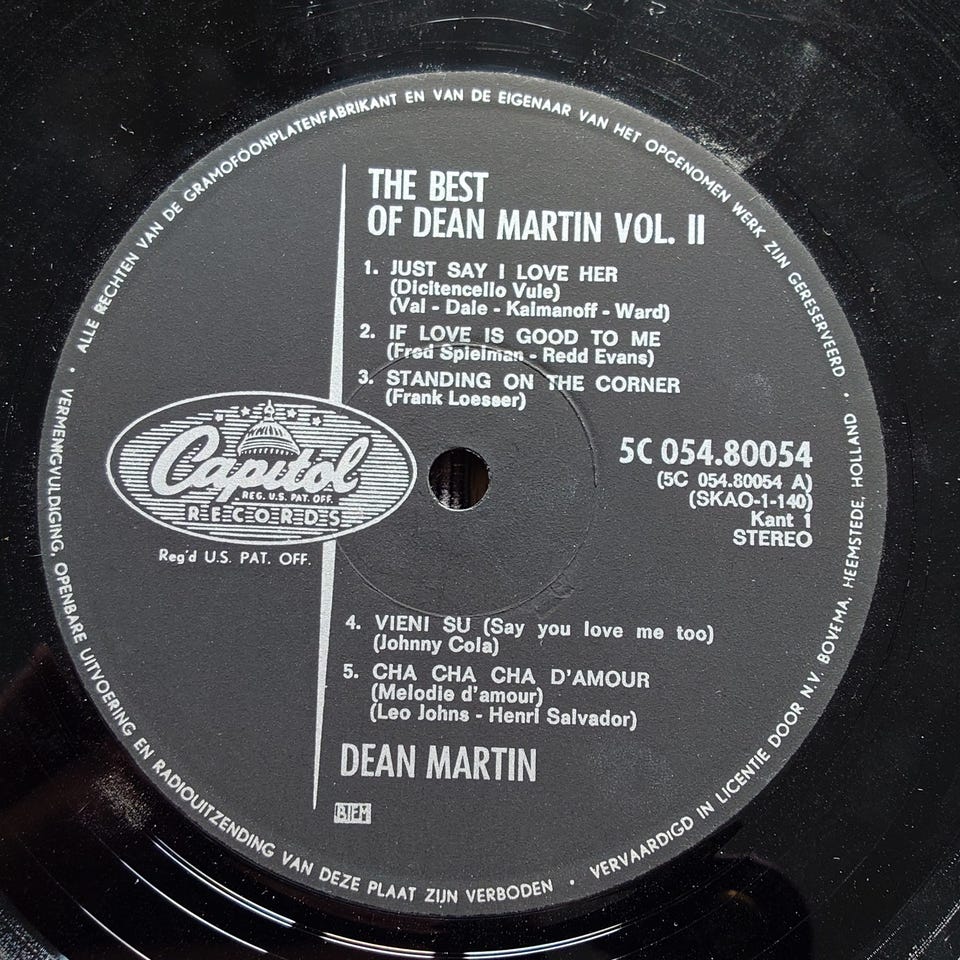 ALLE RECHTEN VAN DE GRAMOFOONPLATENFABRIKANT EN VAN DE EIGENAAR VAN HET OPGENOMEN WERK ZIJN GERESERVEERD •
THE BEST
OF DEAN MARTIN VOL. II
1. JUST SAY I LOVE HER
(Dicitencello Vule)
(Val - Dale - Kalmanoff - Ward)
2. IF LOVE IS GOOD TO ME
(Fred Spielman - Redd Evans)
3. STANDING ON THE CORNER
(Frank Loesser)
Capitol
REG. U.S. PAT. OFF.
RECORDS
Reg'd U.S. PAT. OFF.
5C 054.80054
(5C 054.80054 A)
(SKAO-1-140)
Kant 1
STEREO
4. VIENI SU (Say you love me too)
(Johnny Cola)
5. CHA CHA CHA D'AMOUR
(Melodie d'amour)
(Leo Johns - Henri Salvador)
DEAN MARTIN
BIEM
VERMENIGVULDIGING, OPENBARE UITVOERING EN RADIOUITZENDING VAN DEZE PLAAT ZIJN VERBODEN •
VERVAARDIGD IN LICENTIE DOOR N.V. BOVEMA, HEEMSTEDE, HOLLAND •